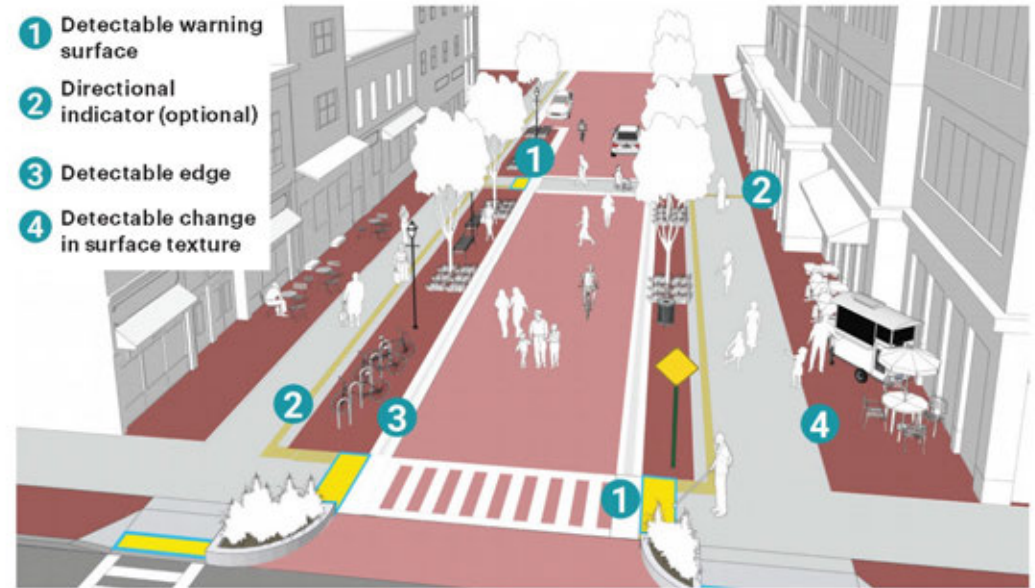 1 Detectable warning
surface
2 Directional
indicator (optional)
3 Detectable edge
4 Detectable change
in surface texture
1
2
2
3
4
1